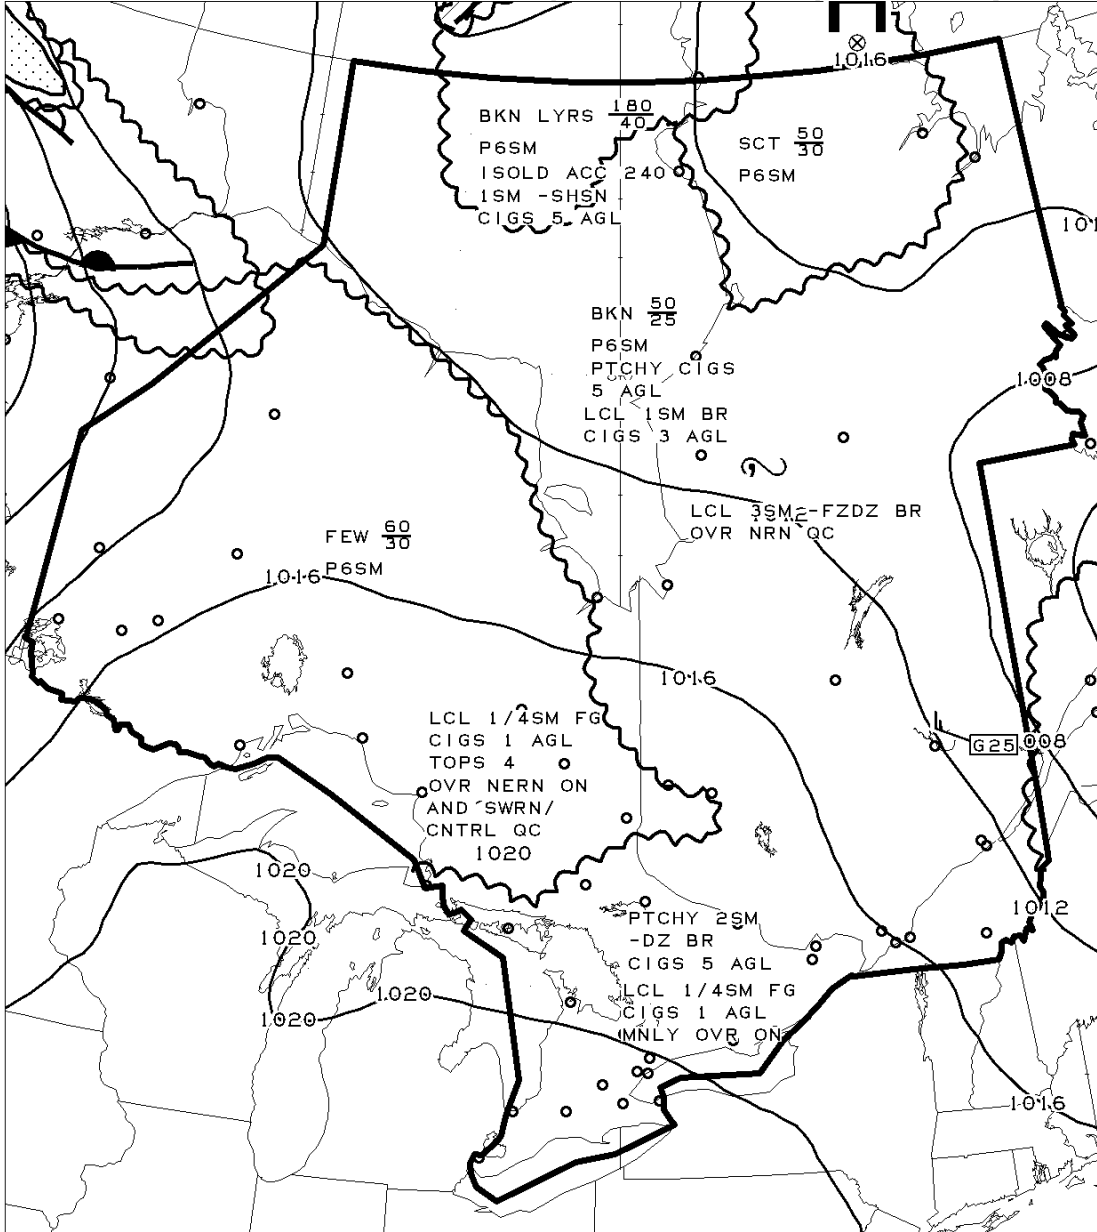 1016
BKN LYRS 180
40
P6SM
ISOLD ACC 240
1SM -SHSN
CIGS 5 AGL
SCT 50
30
P6SM
BKN 50
25
P6SM
PTCHY CIGS
5 AGL
LCL 1SM BR
CIGS 3 AGL
1008
LCL 3SM -FZDZ BR
OVR NRN QC
FEW 60
30
P6SM
1016
1016
LCL 1/4SM FG
CIGS 1 AGL
TOPS 4
OVR NERN ON
AND SWRN/
CNTRL QC
G25
1020
1020
1020
1020
1020
1012
PTCHY 2SM
-DZ BR
CIGS 5 AGL
LCL 1/4SM FG
CIGS 1 AGL
MNLY OVR ON
1016